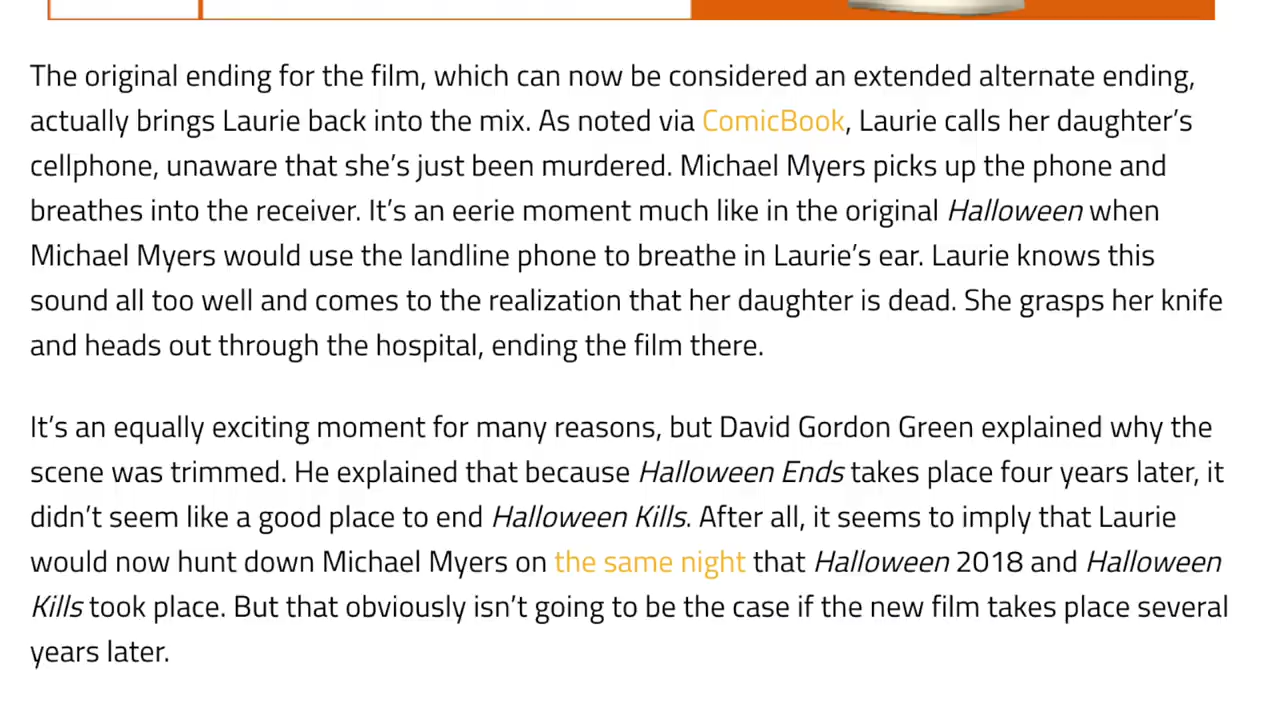 The original ending for the film, which can now be considered an extended alternate ending,
actually brings Laurie back into the mix. As noted via ComicBook, Laurie calls her daughter’s
cellphone, unaware that she’s just been murdered. Michael Myers picks up the phone and
breathes into the receiver. It’s an eerie moment much like in the original Halloween when
Michael Myers would use the landline phone to breathe in Laurie’s ear. Laurie knows this
sound all too well and comes to the realization that her daughter is dead. She grasps her knife
and heads out through the hospital, ending the film there.
It’s an equally exciting moment for many reasons, but David Gordon Green explained why the
scene was trimmed. He explained that because Halloween Ends takes place four years later, it
didn’t seem like a good place to end Halloween Kills. After all, it seems to imply that Laurie
would now hunt down Michael Myers on the same night that Halloween 2018 and Halloween
Kills took place. But that obviously isn’t going to be the case if the new film takes place several
years later.